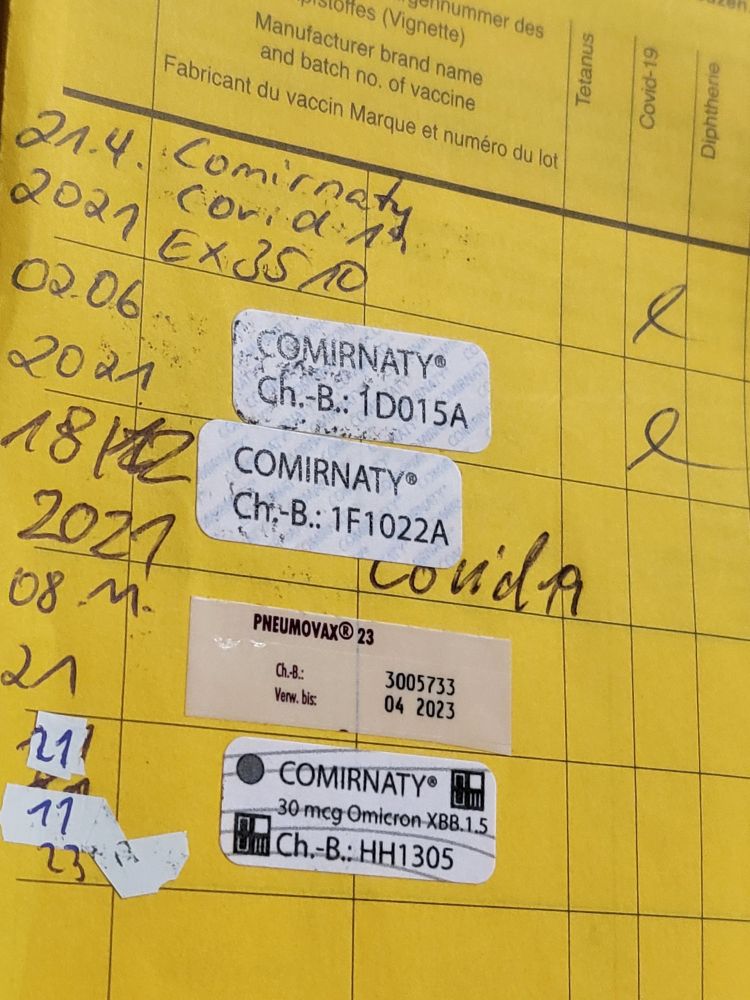 des
(Vignette)
Manufacturer brand name
and batch no. of vaccine
Fabricant du vaccin Marque et numéro du lot
Tetanus
Covid-19
Diphtherie
21.4.
2021
Comirnaty
Covid 19
EX3510
02.06
2021
COMIRNATY®
Ch.-B.: 1D015A
18/12
2021
COMIRNATY®
Ch.-B.: 1F1022A
Covid 19
08.11.
21
PNEUMOVAX® 23
Ch.-B.: 3005733
Verw. bis: 04 2023
21
11
23
COMIRNATY®
30 mcg Omicron XBB.1.5
Ch.-B.: HH1305